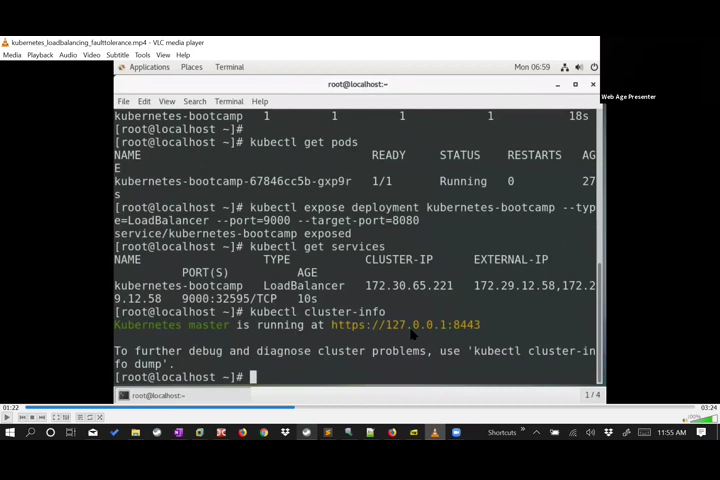 kubernetes_loadbalancing_faulttolerance.mp4 - VLC media player
Media Playback Audio Video Subtitle Tools View Help
Applications Places Terminal Mon 06:59
root@localhost:~
Web Age Presenter
File Edit View Search Terminal Help
kubernetes-bootcamp 1 1 1 1 18s
[root@localhost ~]#
[root@localhost ~]# kubectl get pods
NAME READY STATUS RESTARTS AG
E
kubernetes-bootcamp-67846cc5b-gxp9r 1/1 Running 0 27
s
[root@localhost ~]# kubectl expose deployment kubernetes-bootcamp --typ
e=LoadBalancer --port=9000 --target-port=8080
service/kubernetes-bootcamp exposed
[root@localhost ~]# kubectl get services
NAME TYPE CLUSTER-IP EXTERNAL-IP
PORT(S) AGE
kubernetes-bootcamp LoadBalancer 172.30.65.221 172.29.12.58,172.2
9.12.58 9000:32595/TCP 10s
[root@localhost ~]# kubectl cluster-info
Kubernetes master is running at https://127.0.0.1:8443
To further debug and diagnose cluster problems, use 'kubectl cluster-in
fo dump'.
[root@localhost ~]#
root@localhost:~ 1 / 4
01:22 03:24
100%
Shortcuts » 11:55 AM